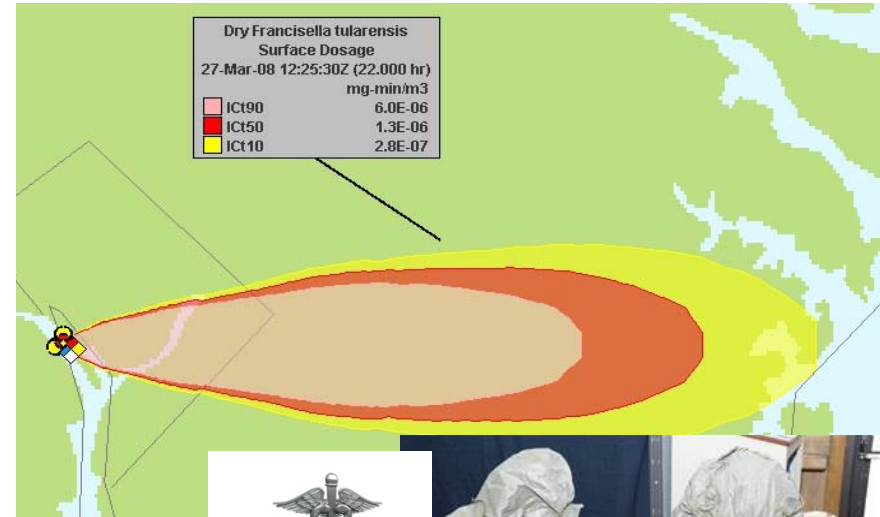 Dry Francisella tularensis
Surface Dosage
27-Mar-08 12:25:30Z (22.000 hr)
mg-min/m3
ICt90 6.0E-06
ICt50 1.3E-06
ICt10 2.8E-07